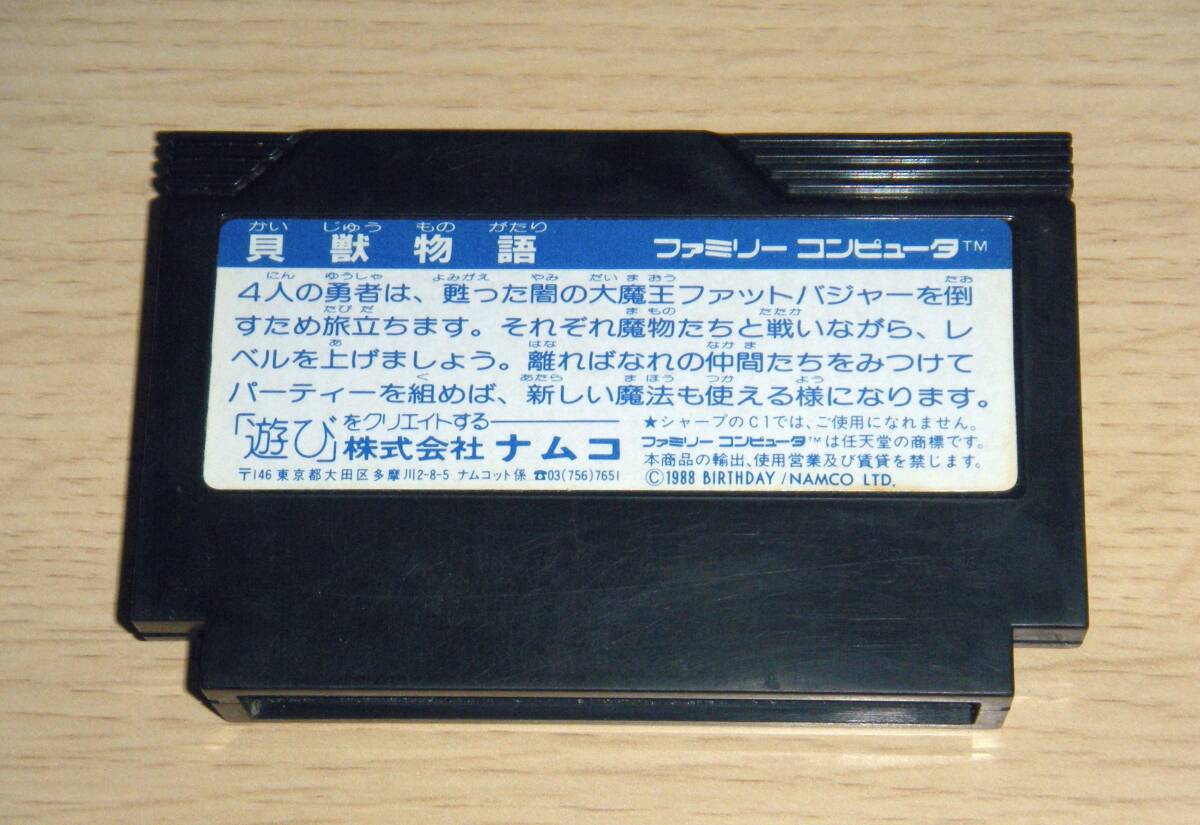 かい じゅう もの がたり
貝獣物語 ファミリー コンピュータ™
にん ゆうしゃ よみがえ やみ だい ま おう たお
4人の勇者は、甦った闇の大魔王ファットバジャーを倒
たび だ ま もの たたか
すため旅立ちます。それぞれ魔物たちと戦いながら、レ
あ はな なか ま
ベルを上げましょう。離ればなれの仲間たちをみつけて
く あたら ま ほう つか よう
パーティーを組めば、新しい魔法も使える様になります。
「遊び」をクリエイトする
株式会社 ナムコ
〒146 東京都大田区多摩川2-8-5 ナムコット係 ☎03(756)7651
★シャープのC1では、ご使用になれません。
ファミリー コンピュータ™は任天堂の商標です。
本商品の輸出、使用営業及び賃貸を禁じます。
©1988 BIRTHDAY/NAMCO LTD.